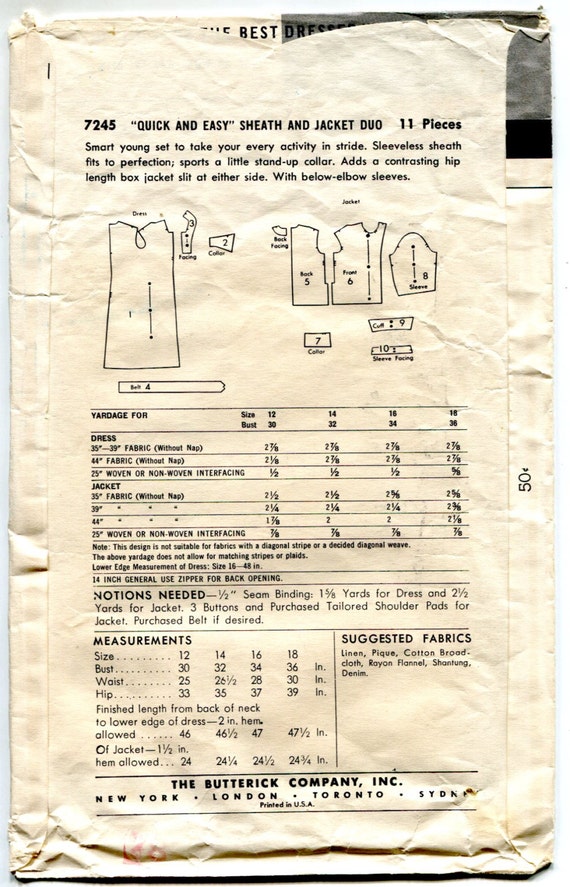 THE BEST DRESSE
7245 "QUICK AND EASY" SHEATH AND JACKET DUO 11 Pieces
Smart young set to take your every activity in stride. Sleeveless sheath
fits to perfection; sports a little stand-up collar. Adds a contrasting hip
length box jacket slit at either side. With below-elbow sleeves.
Jacket
Dress
3
Facing
2
Collar
Back
Facing
Back
5
Front
6
8
Sleeve
1
7
Collar
Cuff 9
10
Sleeve Facing
Belt 4
YARDAGE FOR Size 12 14 16 18
Bust 30 32 34 36
DRESS
35"—39" FABRIC (Without Nap) 2⅞ 2⅞ 2⅞ 2⅞
44" FABRIC (Without Nap) 2⅛ 2⅞ 2⅞ 2⅞
25" WOVEN OR NON-WOVEN INTERFACING ½ ½ ½ ⅝
JACKET
35" FABRIC (Without Nap) 2½ 2½ 2⅝ 2⅝
39" " " " 2¼ 2¼ 2¼ 2⅜
44" " " " 1⅞ 2 2 2⅛
25" WOVEN OR NON-WOVEN INTERFACING ⅞ ⅞ ⅞ ⅞
Note: This design is not suitable for fabrics with a diagonal stripe or a decided diagonal weave.
The above yardage does not allow for matching stripes or plaids.
Lower Edge Measurement of Dress: Size 16—48 in.
14 INCH GENERAL USE ZIPPER FOR BACK OPENING.
NOTIONS NEEDED—½" Seam Binding: 1⅝ Yards for Dress and 2½
Yards for Jacket. 3 Buttons and Purchased Tailored Shoulder Pads for
Jacket. Purchased Belt if desired.
MEASUREMENTS
Size......... 12 14 16 18
Bust......... 30 32 34 36 In.
Waist........ 25 26½ 28 30 In.
Hip.......... 33 35 37 39 In.
Finished length from back of neck
to lower edge of dress—2 in. hem
allowed ..... 46 46½ 47 47½ In.
Of Jacket—1½ in.
hem allowed... 24 24¼ 24½ 24¾ In.
SUGGESTED FABRICS
Linen, Pique, Cotton Broad-
cloth, Rayon Flannel, Shantung,
Denim.
50¢
THE BUTTERICK COMPANY, INC.
NEW YORK • LONDON • TORONTO • SYDN
Printed in U.S.A.